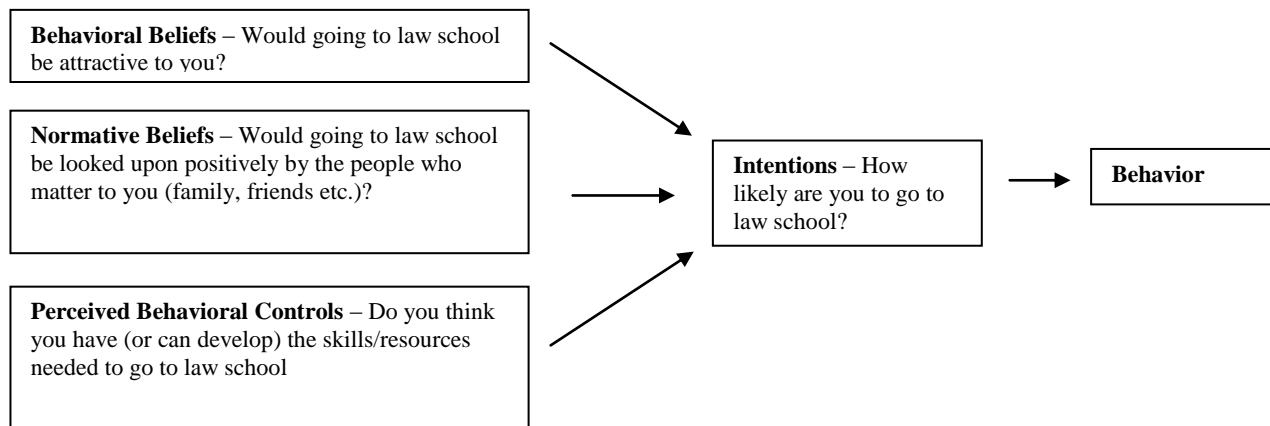 Behavioral Beliefs – Would going to law school
be attractive to you?
Normative Beliefs – Would going to law school
be looked upon positively by the people who
matter to you (family, friends etc.)?
Perceived Behavioral Controls – Do you think
you have (or can develop) the skills/resources
needed to go to law school
Intentions – How
likely are you to go to
law school?
Behavior